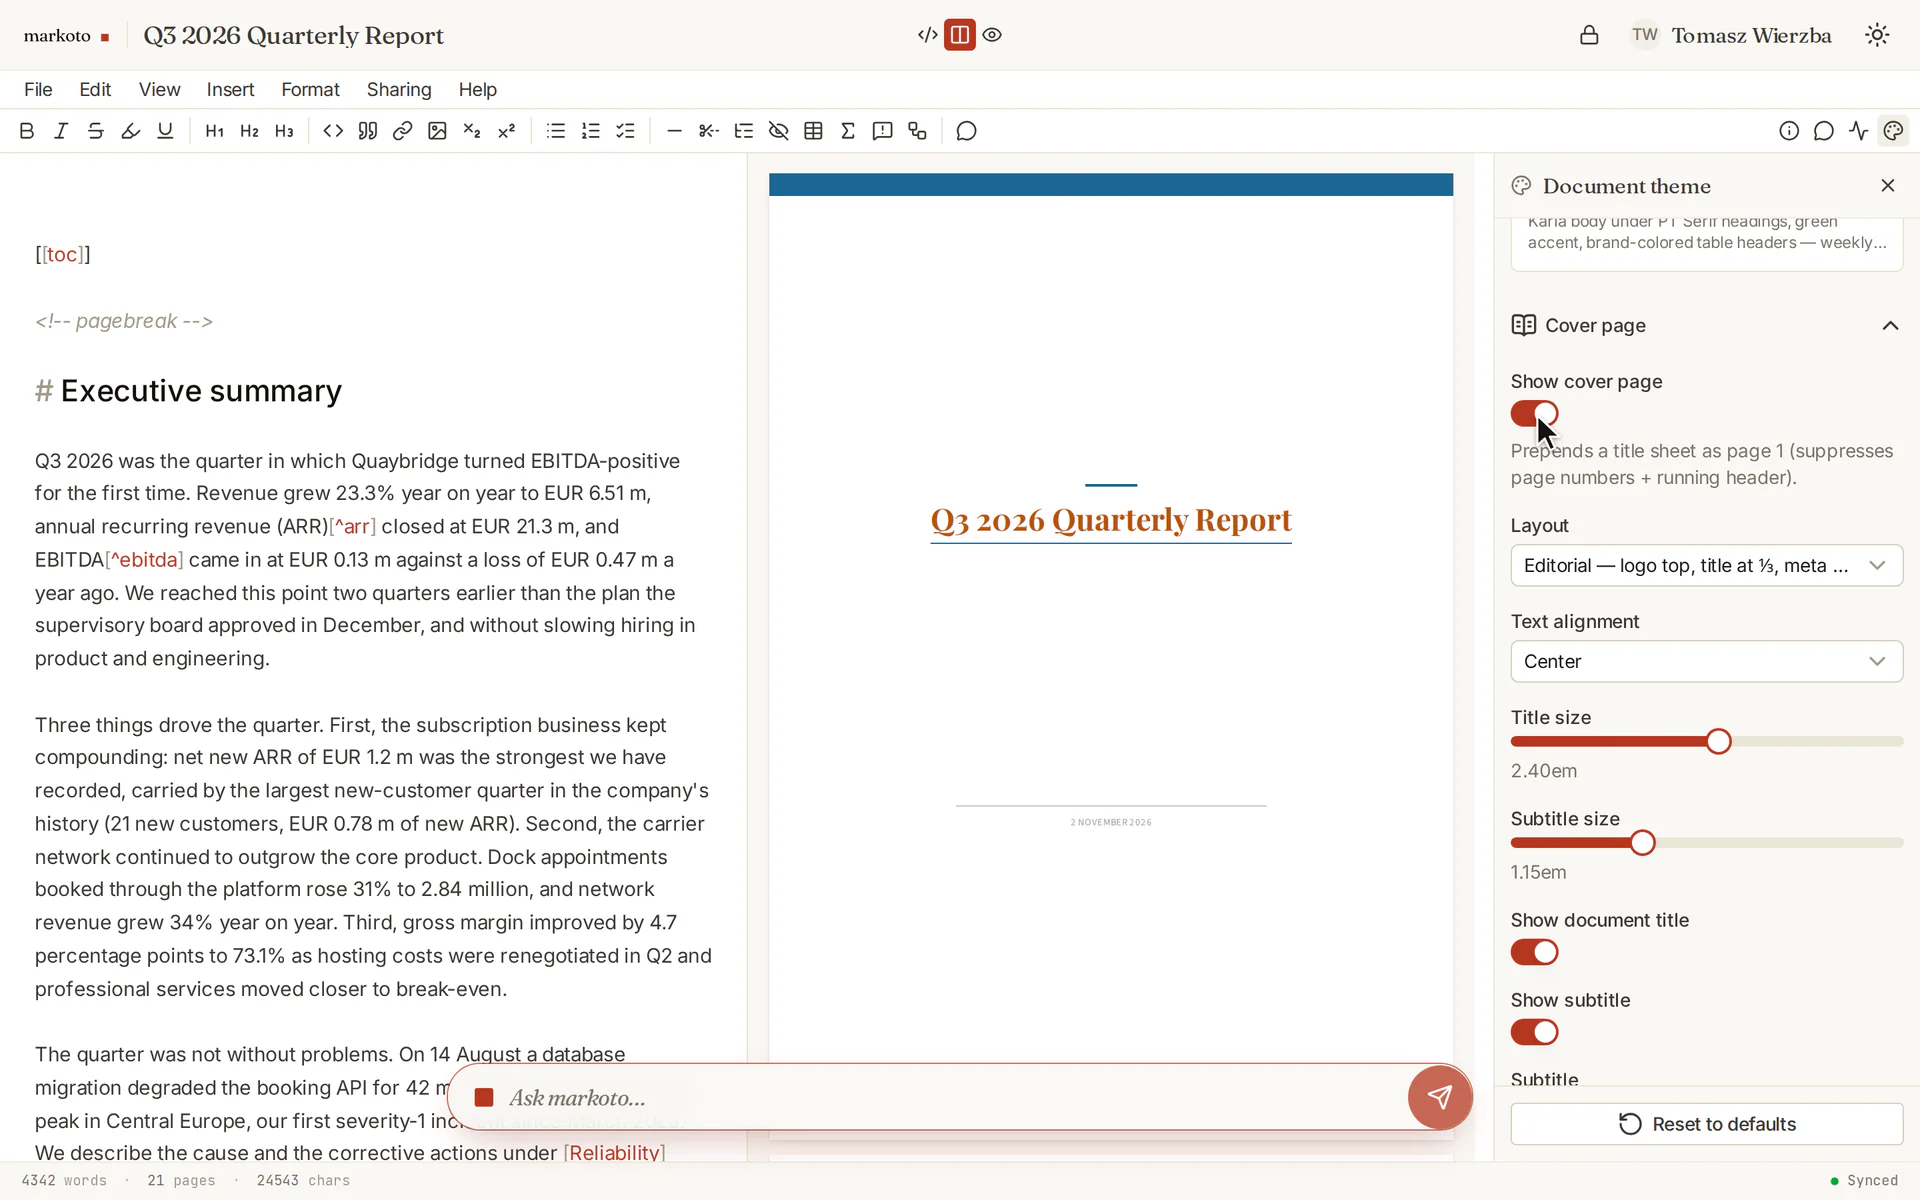 markoto
Q3 2026 Quarterly Report
TW Tomasz Wierzba
File Edit View Insert Format Sharing Help
H1 H2 H3
[[toc]]
<!-- pagebreak -->
# Executive summary
Q3 2026 was the quarter in which Quaybridge turned EBITDA-positive
for the first time. Revenue grew 23.3% year on year to EUR 6.51 m,
annual recurring revenue (ARR)[^arr] closed at EUR 21.3 m, and
EBITDA[^ebitda] came in at EUR 0.13 m against a loss of EUR 0.47 m a
year ago. We reached this point two quarters earlier than the plan the
supervisory board approved in December, and without slowing hiring in
product and engineering.
Three things drove the quarter. First, the subscription business kept
compounding: net new ARR of EUR 1.2 m was the strongest we have
recorded, carried by the largest new-customer quarter in the company's
history (21 new customers, EUR 0.78 m of new ARR). Second, the carrier
network continued to outgrow the core product. Dock appointments
booked through the platform rose 31% to 2.84 million, and network
revenue grew 34% year on year. Third, gross margin improved by 4.7
percentage points to 73.1% as hosting costs were renegotiated in Q2 and
professional services moved closer to break-even.
The quarter was not without problems. On 14 August a database
migration degraded the booking API for 42 m
peak in Central Europe, our first severity-1
We describe the cause and the corrective actions under [Reliability]
Q3 2026 Quarterly Report
2 NOVEMBER 2026
Ask markoto...
Document theme
Karla body under PT Serif headings, green
accent, brand-colored table headers — weekly...
Cover page
Show cover page
Prepends a title sheet as page 1 (suppresses
page numbers + running header).
Layout
Editorial — logo top, title at ⅓, meta ...
Text alignment
Center
Title size
2.40em
Subtitle size
1.15em
Show document title
Show subtitle
Subtitle
Reset to defaults
4342 words · 21 pages · 24543 chars
Synced